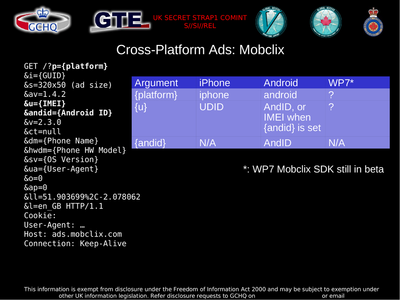 GCHQ
GTE
UK SECRET STRAP1 COMINT
S//SI//REL
Cross-Platform Ads: Mobclix
GET /?p={platform}
&i={GUID}
&s=320x50 (ad size)
&av=1.4.2
&u={IMEI}
&andid={Android ID}
&v=2.3.0
&ct=null
&dm={Phone Name}
&hwdm={Phone HW Model}
&sv={OS Version}
&ua={User-Agent}
&o=0
&ap=0
&ll=51.903699%2C-2.078062
&l=en_GB HTTP/1.1
Cookie:
User-Agent: …
Host: ads.mobclix.com
Connection: Keep-Alive
Argument iPhone Android WP7*
{platform} iphone android ?
{u} UDID AndID, or ?
IMEI when
{andid} is set
{andid} N/A AndID N/A
*: WP7 Mobclix SDK still in beta
This information is exempt from disclosure under the Freedom of Information Act 2000 and may be subject to exemption under
other UK information legislation. Refer disclosure requests to GCHQ on or email